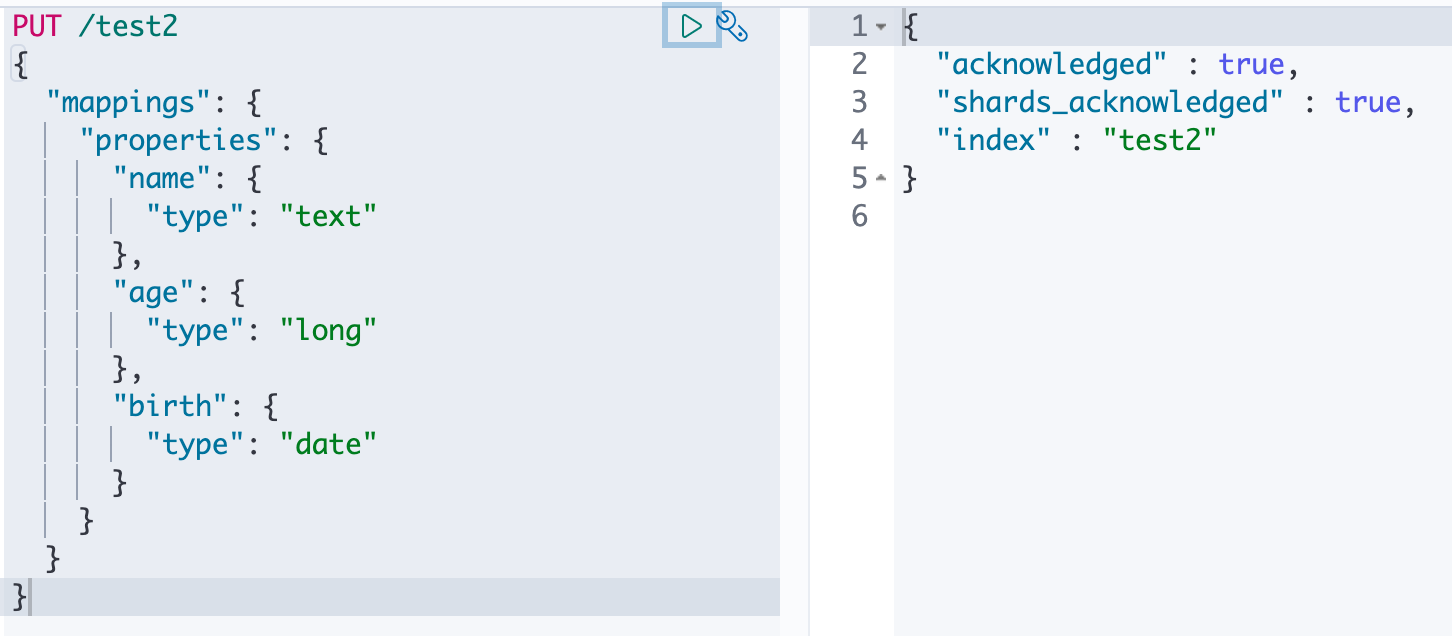 PUT /test2
{
  "mappings": {
    "properties": {
      "name": {
        "type": "text"
      },
      "age": {
        "type": "long"
      },
      "birth": {
        "type": "date"
      }
    }
  }
}
1 {
2   "acknowledged" : true,
3   "shards_acknowledged" : true,
4   "index" : "test2"
5 }
6